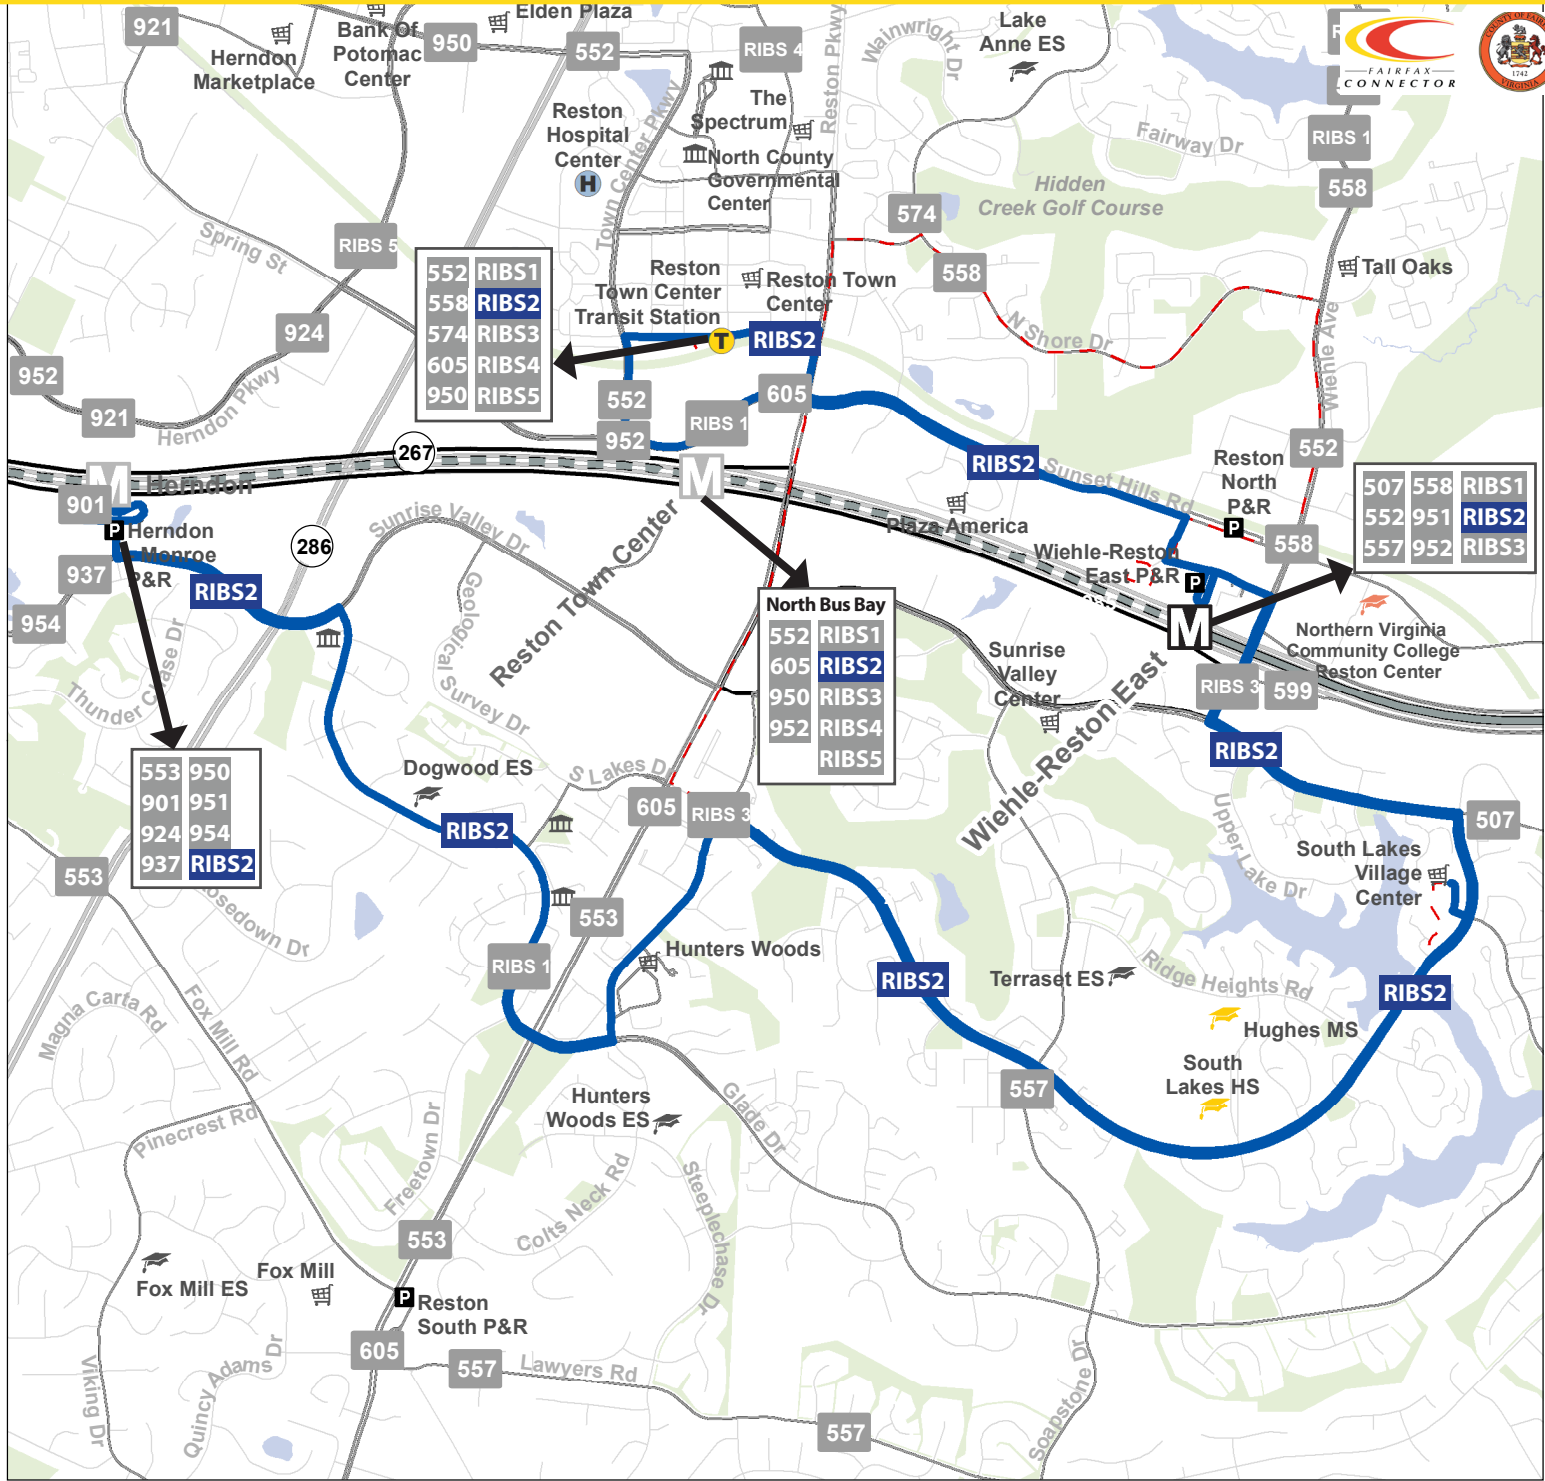 921
Herndon
Marketplace
Bank Of
Potomac
Center
950
Elden Plaza
552
RIBS 4
Reston Pkwy
Wainwright Dr
Lake
Anne ES
FAIRFAX
CONNECTOR
COUNTY OF FAIRFAX
1742
VIRGINIA
Reston
Hospital
Center
H
Town Center Pkwy
The
Spectrum
North County
Governmental
Center
Fairway Dr
RIBS 1
558
Hidden
Creek Golf Course
574
558
Spring St
RIBS 5
552 RIBS1
558 RIBS2
574 RIBS3
605 RIBS4
950 RIBS5
Reston
Town Center
Transit Station
T
Reston Town
Center
RIBS2
Tall Oaks
N Shore Dr
Wiehle Ave
924
952
921
Herndon Pkwy
552
952
RIBS 1
605
267
M
Herndon
901
P
Herndon
Monroe
P&R
937
954
RIBS2
286
Sunrise Valley Dr
Geological Survey Dr
M
Reston Town Center
RIBS2
Sunset Hills Rd
Plaza America
Reston
North
P&R
P
552
558
507 558 RIBS1
552 951 RIBS2
557 952 RIBS3
Wiehle-Reston
East P&R
P
M
Wiehle-Reston East
Northern Virginia
Community College
Reston Center
North Bus Bay
552 RIBS1
605 RIBS2
950 RIBS3
952 RIBS4
RIBS5
Sunrise
Valley
Center
RIBS 3
599
RIBS2
Thunder Chase Dr
553 950
901 951
924 954
937 RIBS2
Dogwood ES
S Lakes D
RIBS2
605
RIBS 3
507
Upper Lake Dr
South Lakes
Village
Center
553
osedown Dr
553
RIBS 1
Hunters Woods
RIBS2
Terraset ES
Ridge Heights Rd
RIBS2
Hughes MS
South
Lakes HS
Magna Carta Rd
Fox Mill Rd
557
Hunters
Woods ES
Glade Dr
Pinecrest Rd
Freetown Dr
Colts Neck Rd
Steeplechase Dr
553
Fox Mill ES
Fox Mill
P
Reston
South P&R
605
557
Lawyers Rd
Viking Dr
Quincy Adams Dr
557
Soapstone Dr